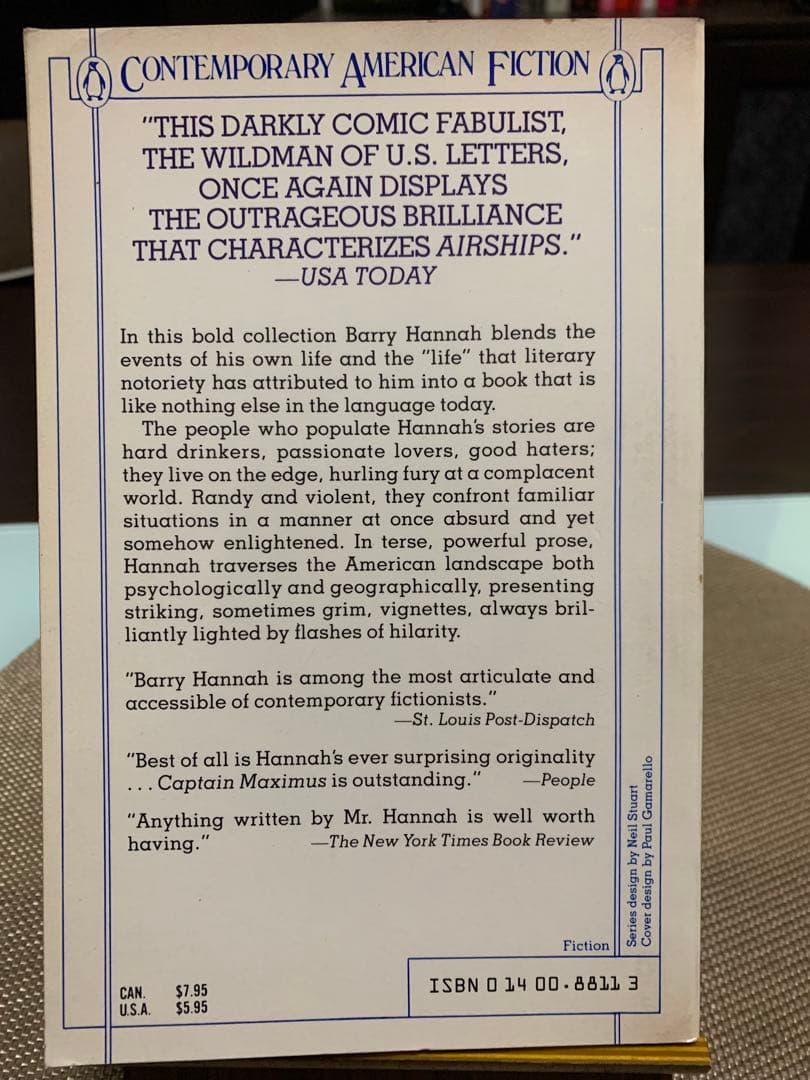 CONTEMPORARY AMERICAN FICTION
"THIS DARKLY COMIC FABULIST,
THE WILDMAN OF U.S. LETTERS,
ONCE AGAIN DISPLAYS
THE OUTRAGEOUS BRILLIANCE
THAT CHARACTERIZES AIRSHIPS."
—USA TODAY
In this bold collection Barry Hannah blends the
events of his own life and the "life" that literary
notoriety has attributed to him into a book that is
like nothing else in the language today.
The people who populate Hannah's stories are
hard drinkers, passionate lovers, good haters;
they live on the edge, hurling fury at a complacent
world. Randy and violent, they confront familiar
situations in a manner at once absurd and yet
somehow enlightened. In terse, powerful prose,
Hannah traverses the American landscape both
psychologically and geographically, presenting
striking, sometimes grim, vignettes, always bril-
liantly lighted by flashes of hilarity.
"Barry Hannah is among the most articulate and
accessible of contemporary fictionists."
—St. Louis Post-Dispatch
"Best of all is Hannah's ever surprising originality
... Captain Maximus is outstanding." —People
"Anything written by Mr. Hannah is well worth
having." —The New York Times Book Review
Series design by Neil Stuart
Cover design by Paul Gamarello
Fiction
ISBN 0 14 00.8811 3
CAN. $7.95
U.S.A. $5.95